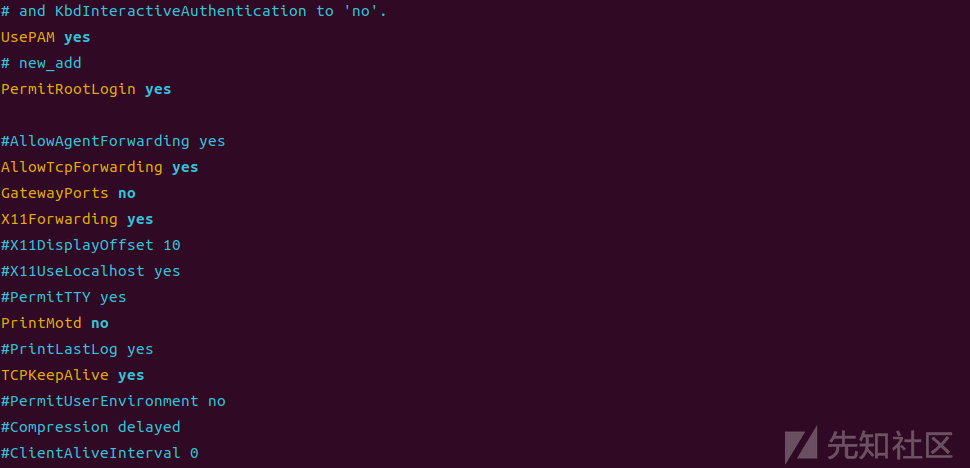 # and KbdInteractiveAuthentication to 'no'.
UsePAM yes
# new_add
PermitRootLogin yes
#AllowAgentForwarding yes
AllowTcpForwarding yes
GatewayPorts no
X11Forwarding yes
#X11DisplayOffset 10
#X11UseLocalhost yes
#PermitTTY yes
PrintMotd no
#PrintLastLog yes
TCPKeepAlive yes
#PermitUserEnvironment no
#Compression delayed
#ClientAliveInterval 0
先知社区